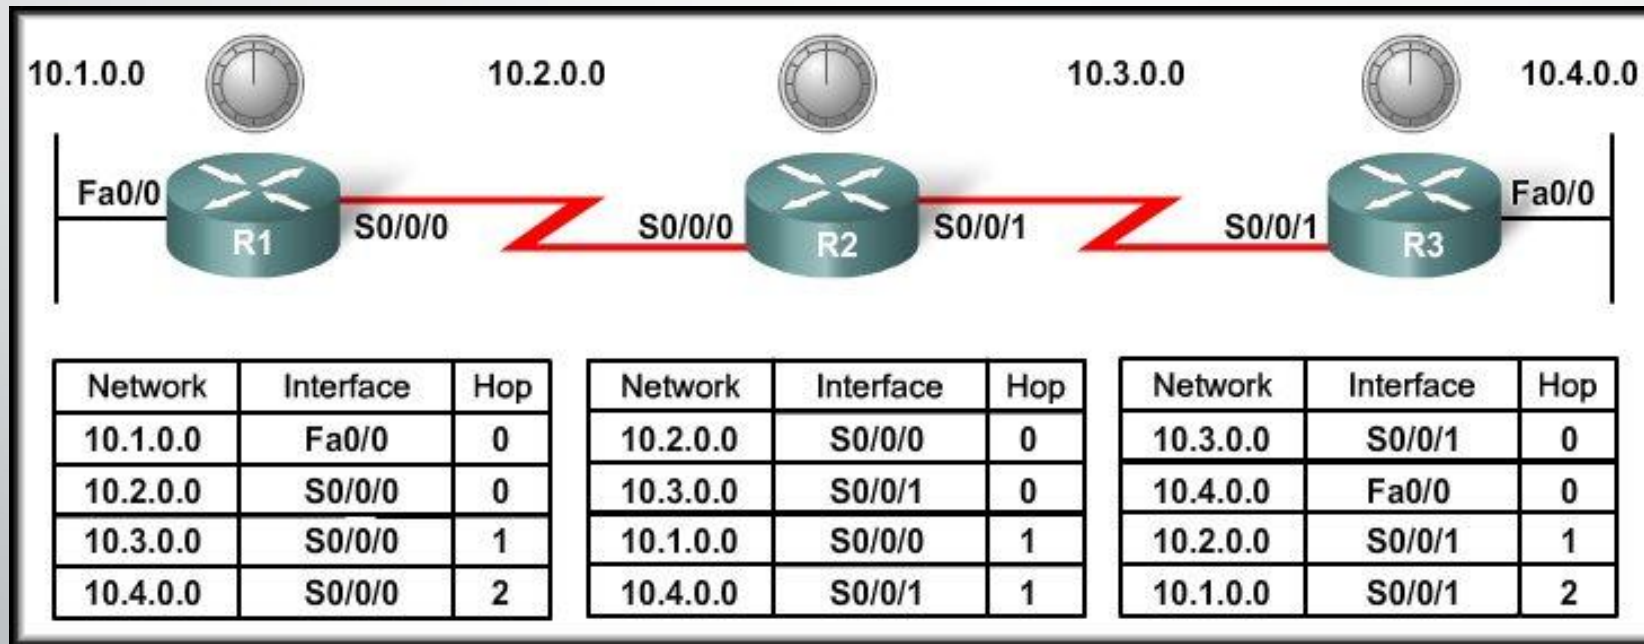 10.1.0.0 10.2.0.0 10.3.0.0 10.4.0.0
Fa0/0 R1 S0/0/0 S0/0/0 R2 S0/0/1 S0/0/1 R3 Fa0/0
Network Interface Hop
10.1.0.0 Fa0/0 0
10.2.0.0 S0/0/0 0
10.3.0.0 S0/0/0 1
10.4.0.0 S0/0/0 2
Network Interface Hop
10.2.0.0 S0/0/0 0
10.3.0.0 S0/0/1 0
10.1.0.0 S0/0/0 1
10.4.0.0 S0/0/1 1
Network Interface Hop
10.3.0.0 S0/0/1 0
10.4.0.0 Fa0/0 0
10.2.0.0 S0/0/1 1
10.1.0.0 S0/0/1 2